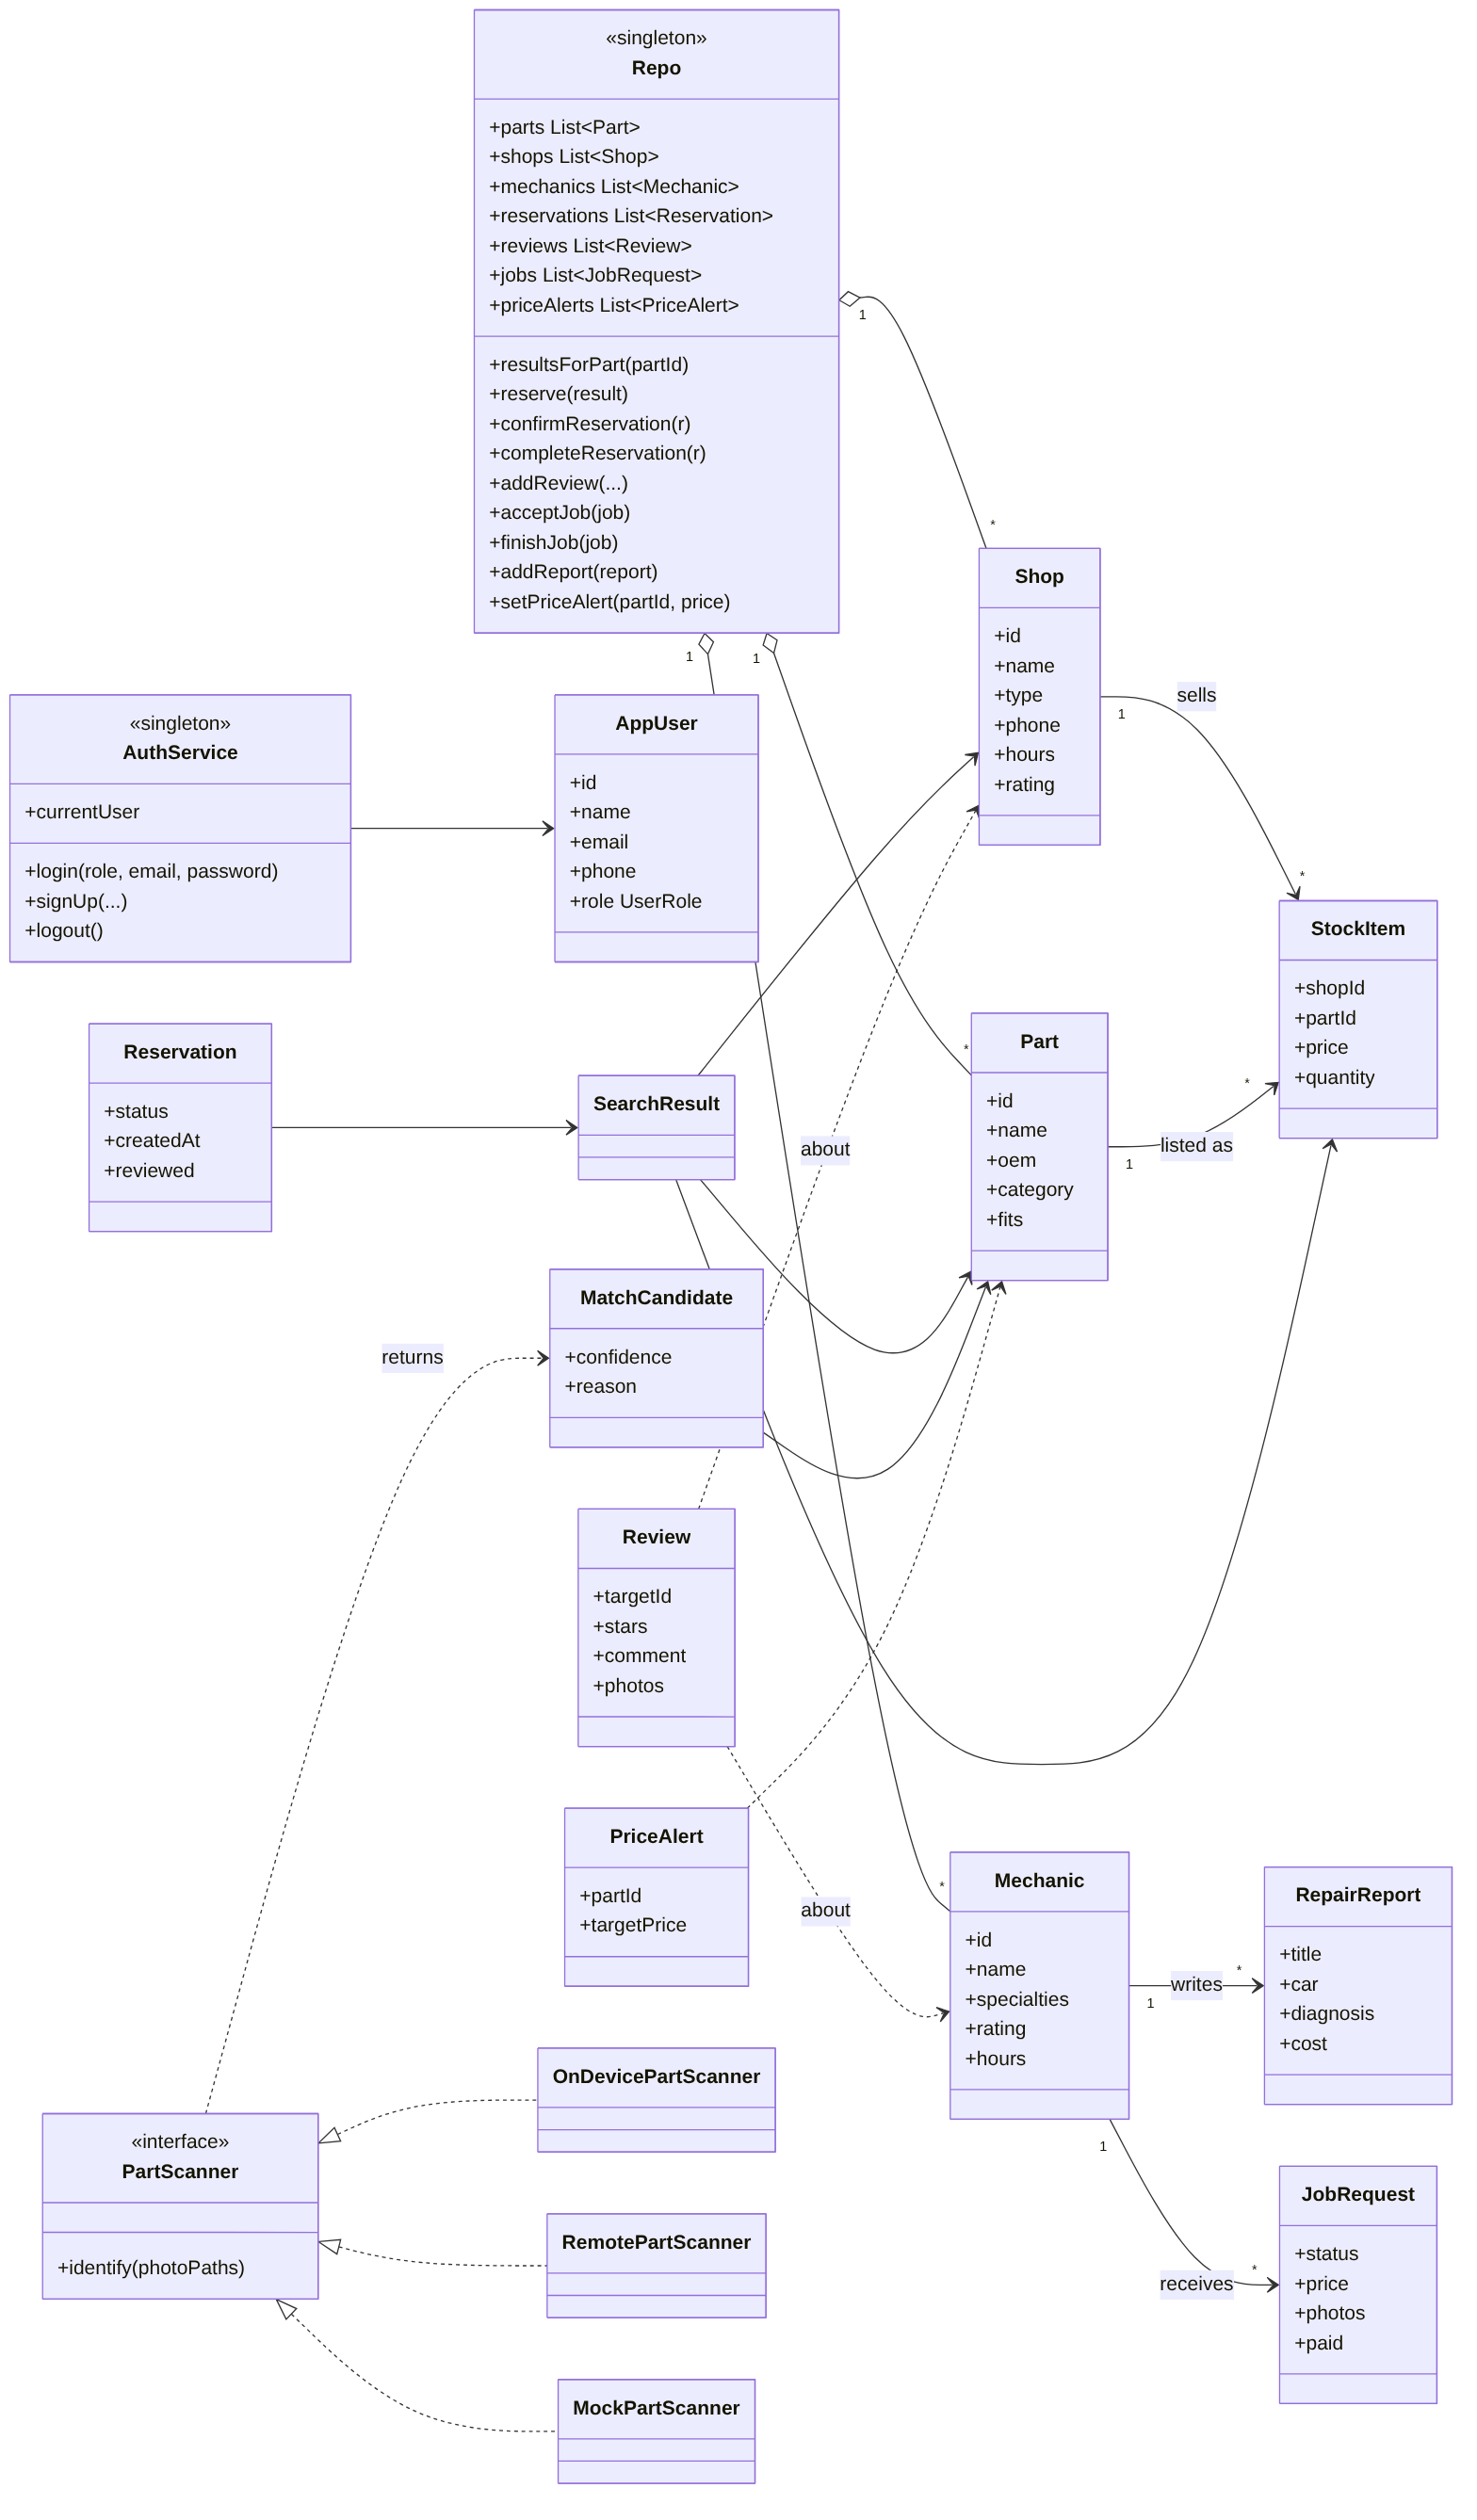 «singleton»
Repo
+parts List<Part>
+shops List<Shop>
+mechanics List<Mechanic>
+reservations List<Reservation>
+reviews List<Review>
+jobs List<JobRequest>
+priceAlerts List<PriceAlert>
+resultsForPart(partId)
+reserve(result)
+confirmReservation(r)
+completeReservation(r)
+addReview(...)
+acceptJob(job)
+finishJob(job)
+addReport(report)
+setPriceAlert(partId, price)
1
*
1
1
Shop
+id
+name
+type
+phone
+hours
+rating
1
sells
*
«singleton»
AuthService
+currentUser
+login(role, email, password)
+signUp(...)
+logout()
AppUser
+id
+name
+email
+phone
+role UserRole
StockItem
+shopId
+partId
+price
+quantity
Reservation
+status
+createdAt
+reviewed
SearchResult
about
*
Part
+id
+name
+oem
+category
+fits
1
listed as
*
returns
MatchCandidate
+confidence
+reason
Review
+targetId
+stars
+comment
+photos
PriceAlert
+partId
+targetPrice
about
*
Mechanic
+id
+name
+specialties
+rating
+hours
1
writes
*
RepairReport
+title
+car
+diagnosis
+cost
1
receives
*
JobRequest
+status
+price
+photos
+paid
«interface»
PartScanner
+identify(photoPaths)
OnDevicePartScanner
RemotePartScanner
MockPartScanner